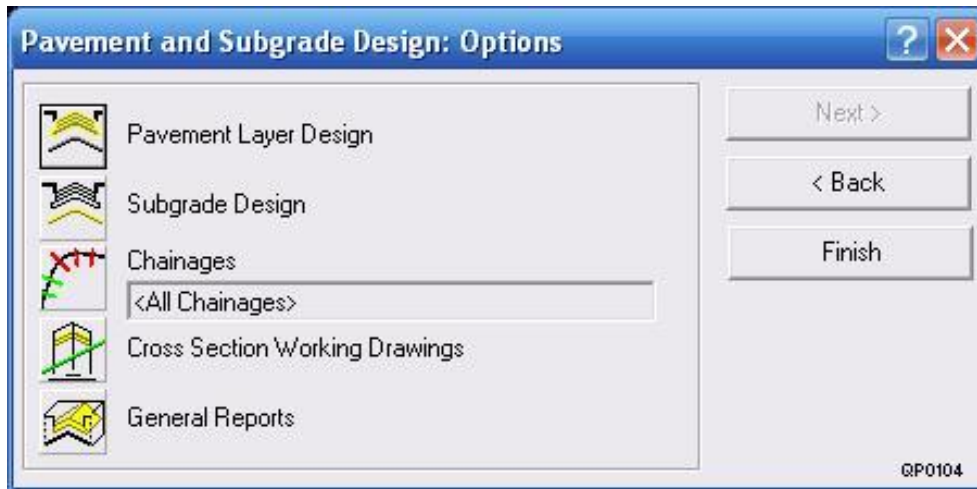 Pavement and Subgrade Design: Options
?
Pavement Layer Design
Subgrade Design
Chainages
<All Chainages>
Cross Section Working Drawings
General Reports
Next >
< Back
Finish
QP0104